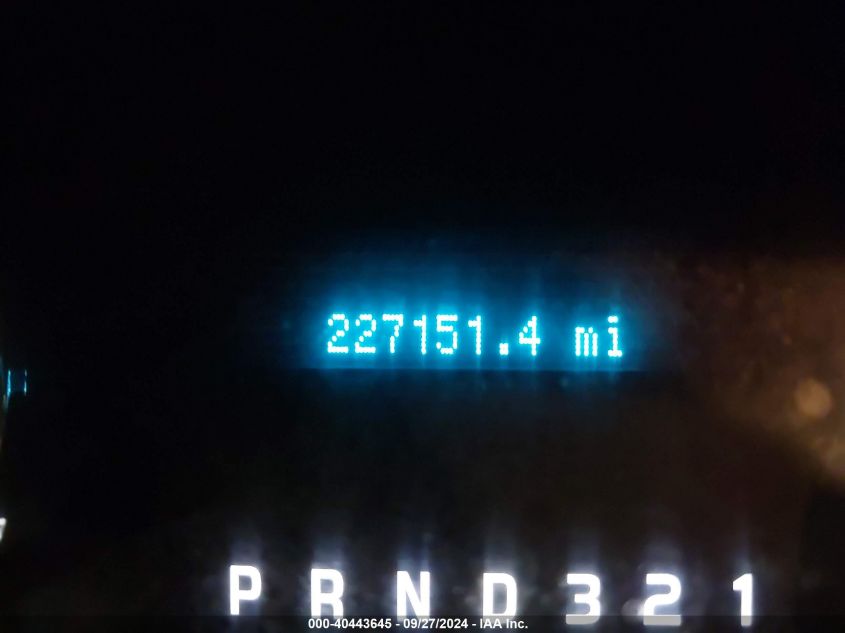 227151.4 mi
P R N D 3 2 1
000-40443645 - 09/27/2024 - IAA Inc.